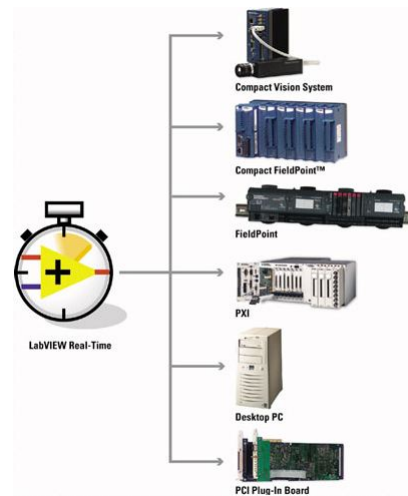 Compact Vision System
Compact FieldPoint™
FieldPoint
LabVIEW Real-Time
PXI
Desktop PC
PCI Plug-In Board